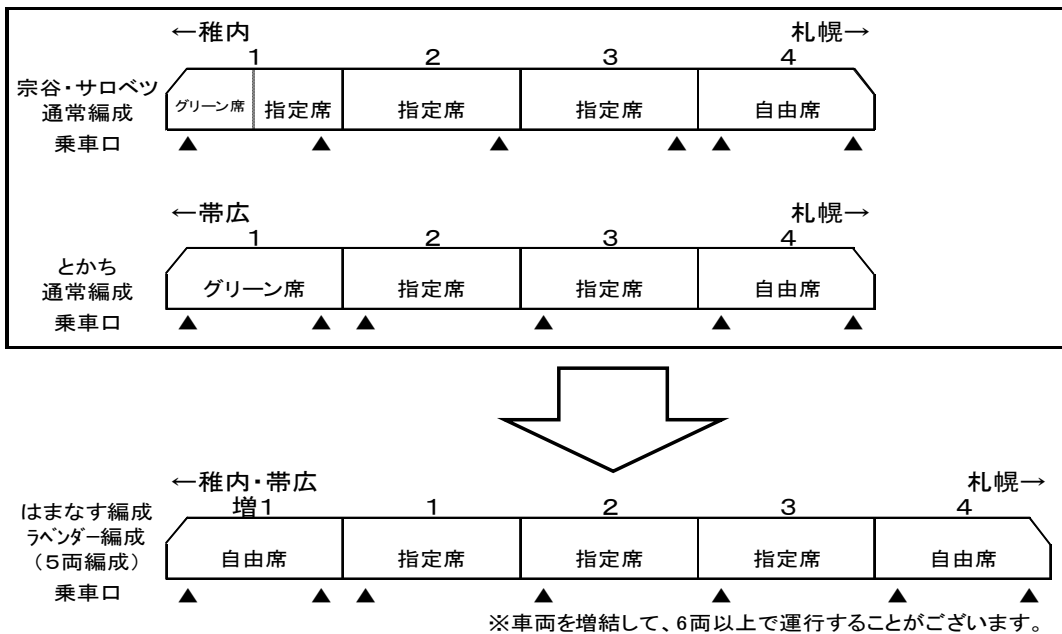 ←稚内 札幌→
1 2 3 4
宗谷・サロベツ
通常編成
グリーン席 指定席 指定席 指定席 自由席
乗車口 ▲ ▲ ▲ ▲ ▲ ▲
←帯広 札幌→
1 2 3 4
とかち
通常編成
グリーン席 指定席 指定席 自由席
乗車口 ▲ ▲ ▲ ▲ ▲ ▲
←稚内・帯広 札幌→
増1 1 2 3 4
はまなす編成
ラベンダー編成
(5両編成)
自由席 指定席 指定席 指定席 自由席
乗車口 ▲ ▲ ▲ ▲ ▲ ▲ ▲
※車両を増結して、6両以上で運行することがございます。